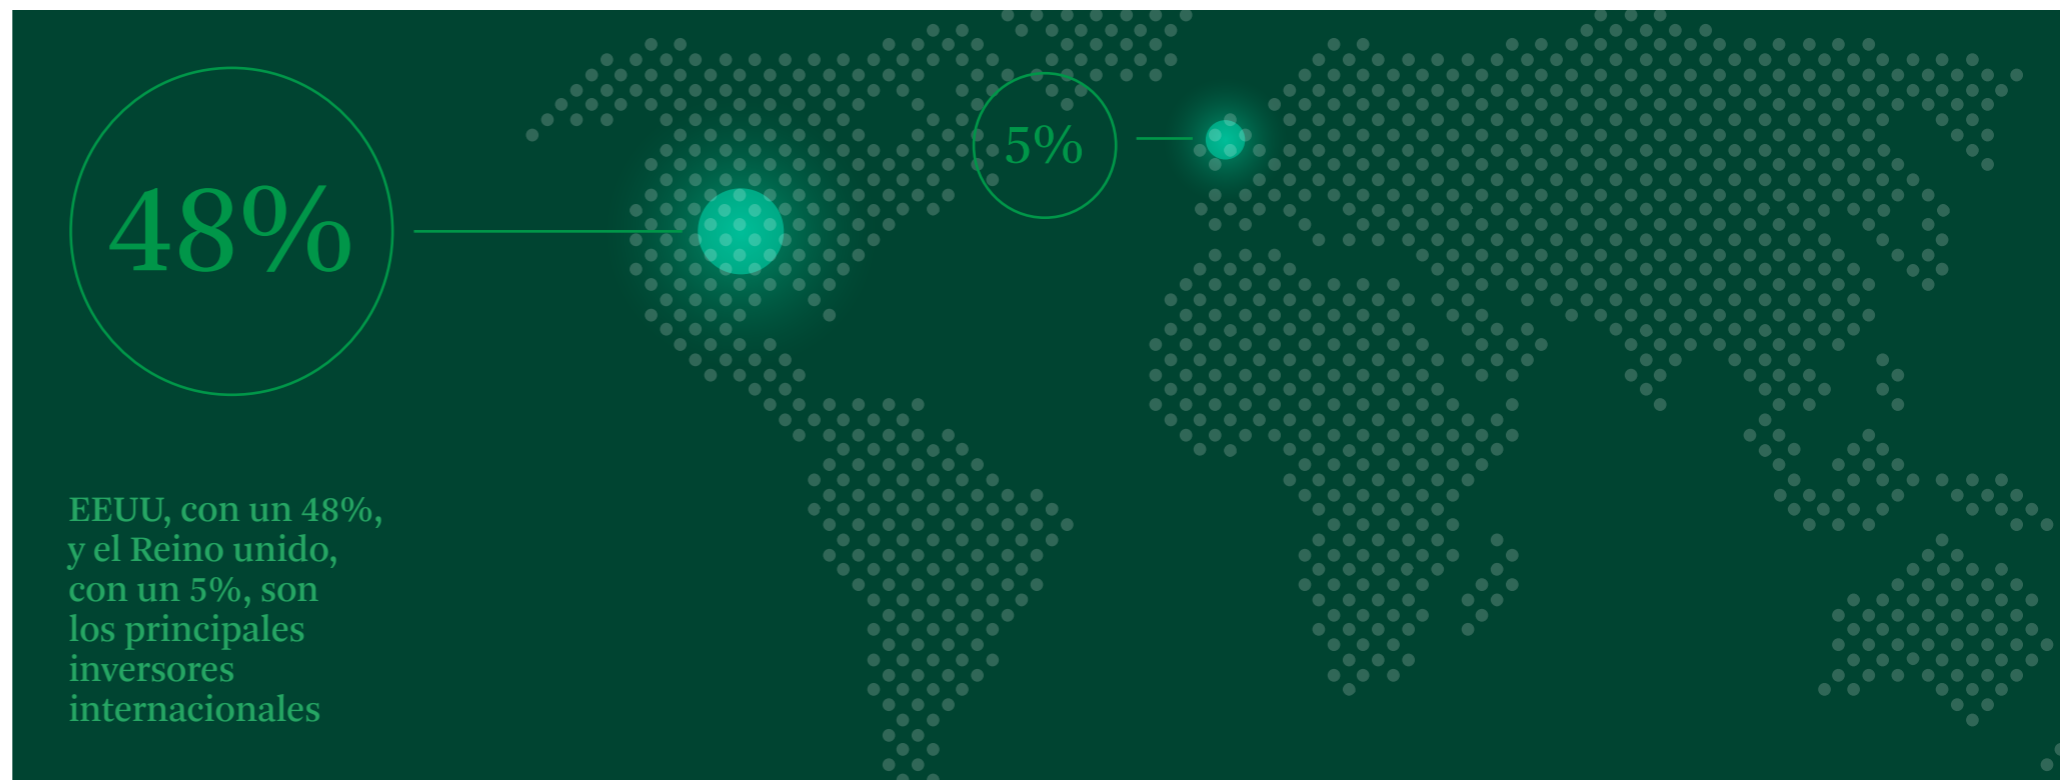 48%
5%
EEUU, con un 48%,
y el Reino unido,
con un 5%, son
los principales
inversores
internacionales